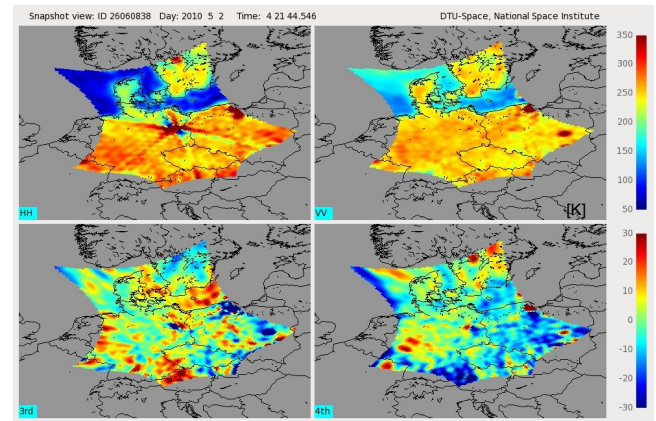 Snapshot view: ID 26060838 Day: 2010 5 2 Time: 4 21 44.546 DTU-Space, National Space Institute
350
300
250
200
150
100
50
HH
VV
[K]
30
20
10
0
-10
-20
-30
3rd
4th